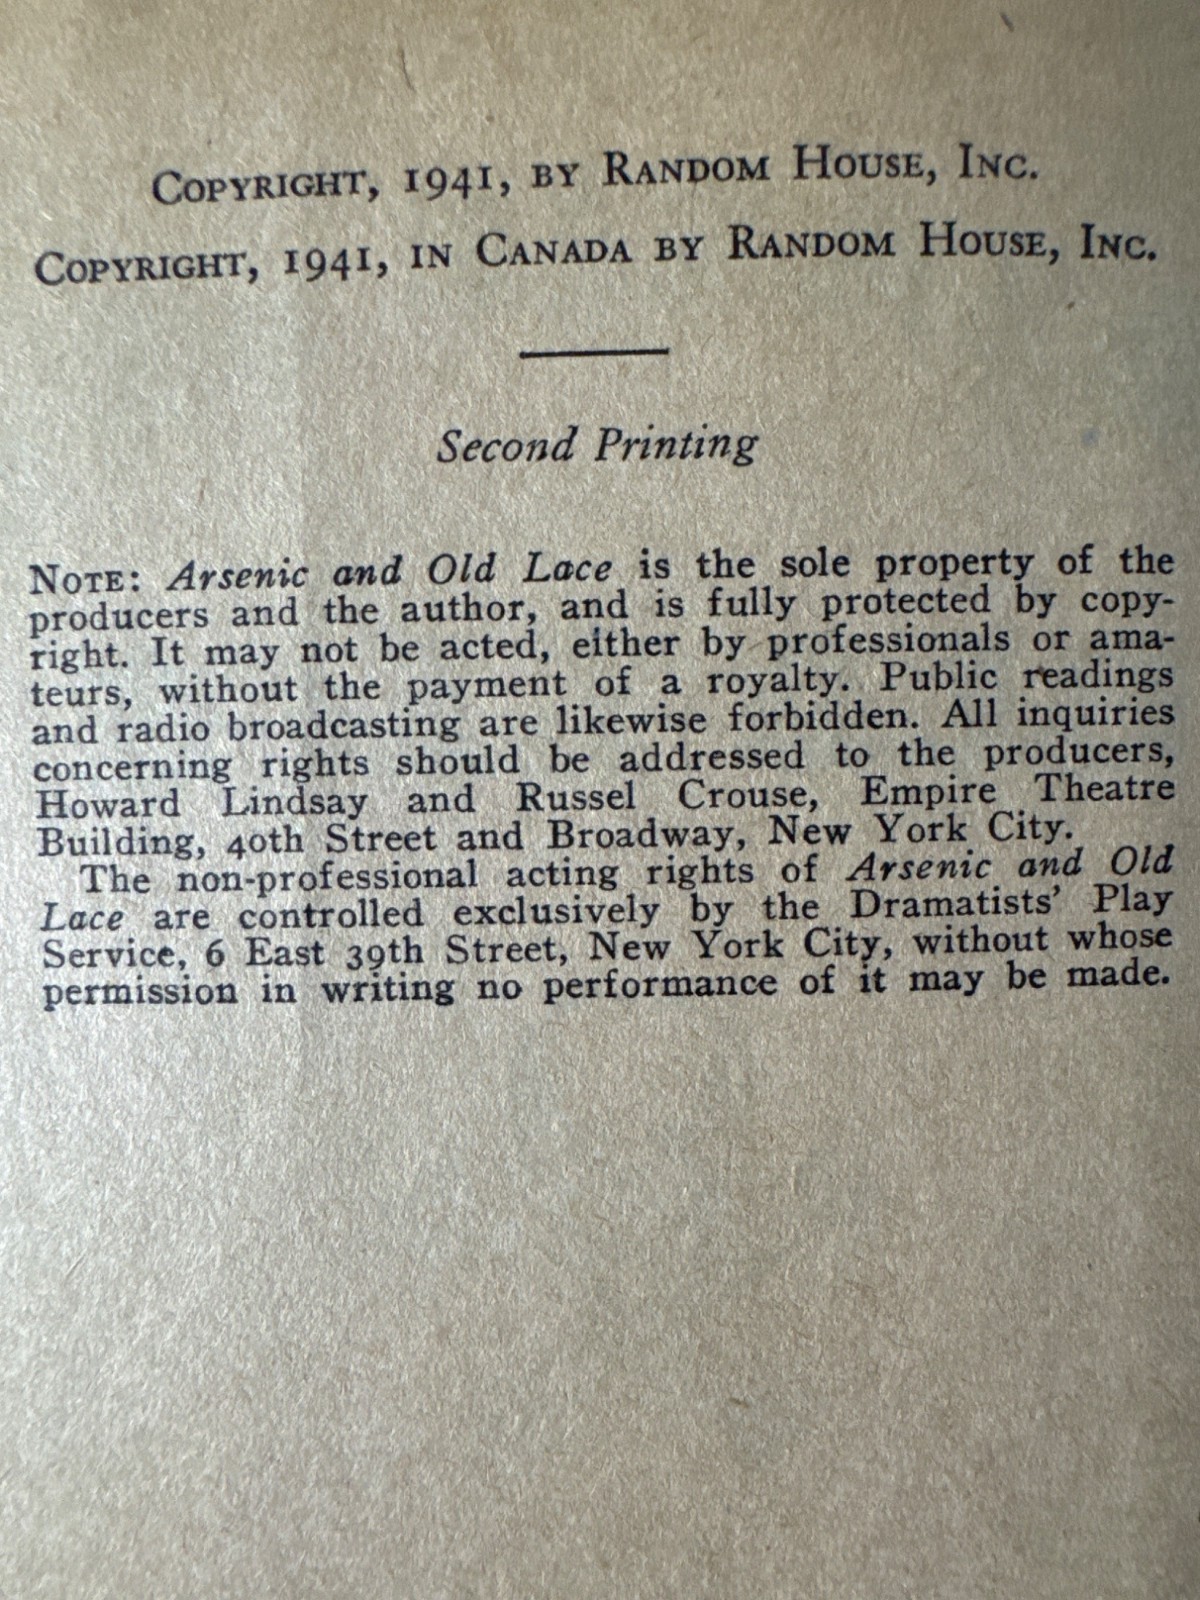 Copyright, 1941, by Random House, Inc.
Copyright, 1941, in Canada by Random House, Inc.
Second Printing
Note: Arsenic and Old Lace is the sole property of the
producers and the author, and is fully protected by copy-
right. It may not be acted, either by professionals or ama-
teurs, without the payment of a royalty. Public readings
and radio broadcasting are likewise forbidden. All inquiries
concerning rights should be addressed to the producers,
Howard Lindsay and Russel Crouse, Empire Theatre
Building, 40th Street and Broadway, New York City.
The non-professional acting rights of Arsenic and Old
Lace are controlled exclusively by the Dramatists' Play
Service, 6 East 39th Street, New York City, without whose
permission in writing no performance of it may be made.